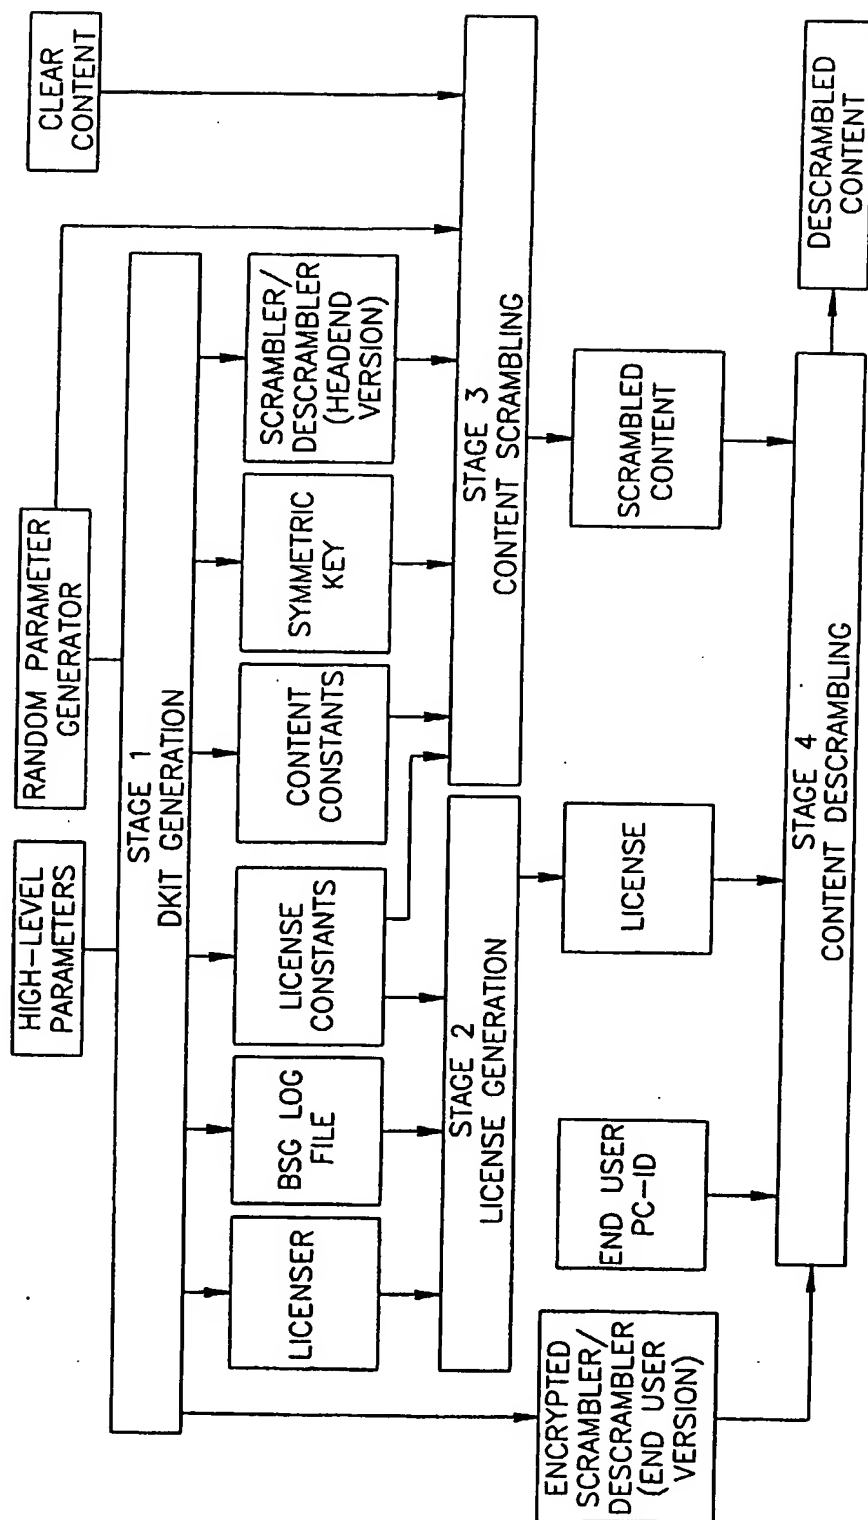 HIGH-LEVEL
PARAMETERS
RANDOM PARAMETER
GENERATOR
CLEAR
CONTENT
STAGE 1
DKIT GENERATION
LICENSER
BSG LOG
FILE
LICENSE
CONSTANTS
CONTENT
CONSTANTS
SYMMETRIC
KEY
SCRAMBLER/
DESCRAMBLER
(HEADEND
VERSION)
STAGE 2
LICENSE GENERATION
STAGE 3
CONTENT SCRAMBLING
ENCRYPTED
SCRAMBLER/
DESCRAMBLER
(END USER
VERSION)
END USER
PC-ID
LICENSE
SCRAMBLED
CONTENT
STAGE 4
CONTENT DESCRAMBLING
DESCRAMBLED
CONTENT